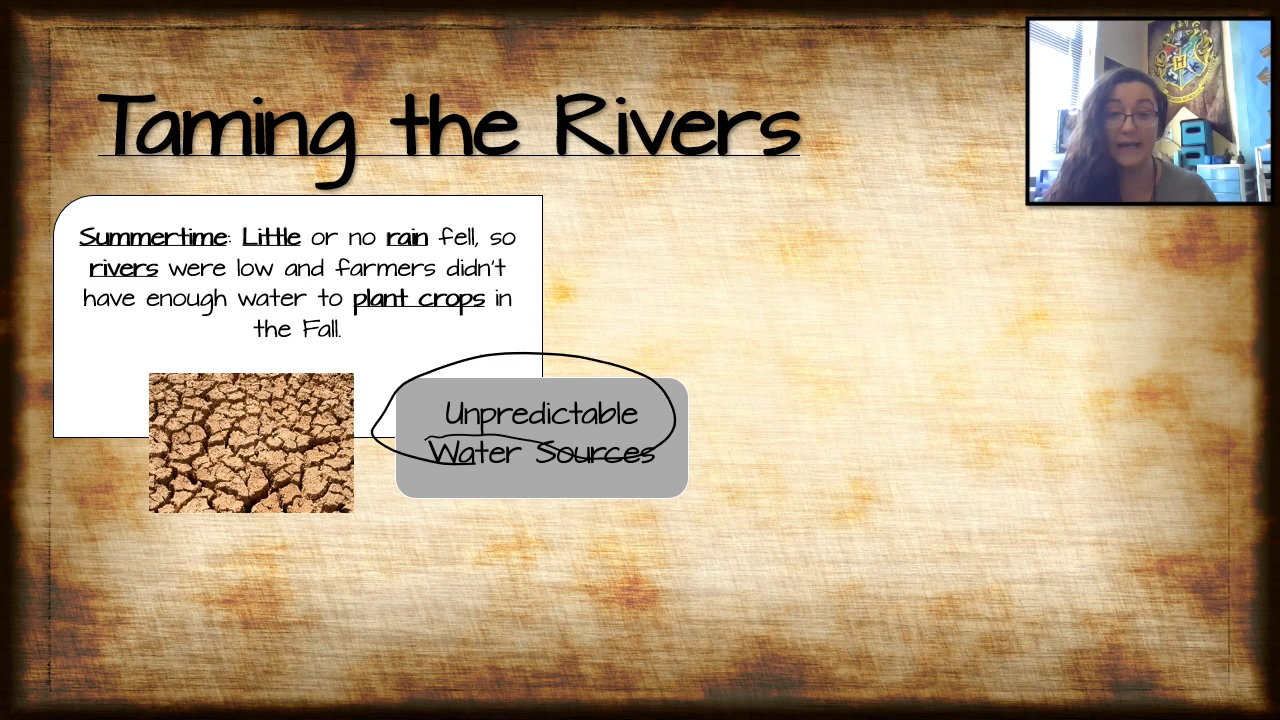 Taming the Rivers
Summertime: Little or no rain fell, so
rivers were low and farmers didn't
have enough water to plant crops in
the Fall.
Unpredictable
Water Sources